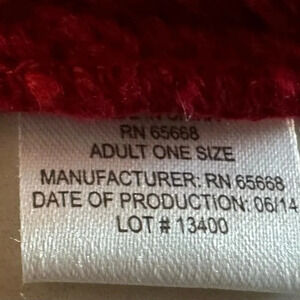 RN 65668
ADULT ONE SIZE
MANUFACTURER: RN 65668
DATE OF PRODUCTION: 06/14
LOT # 13400